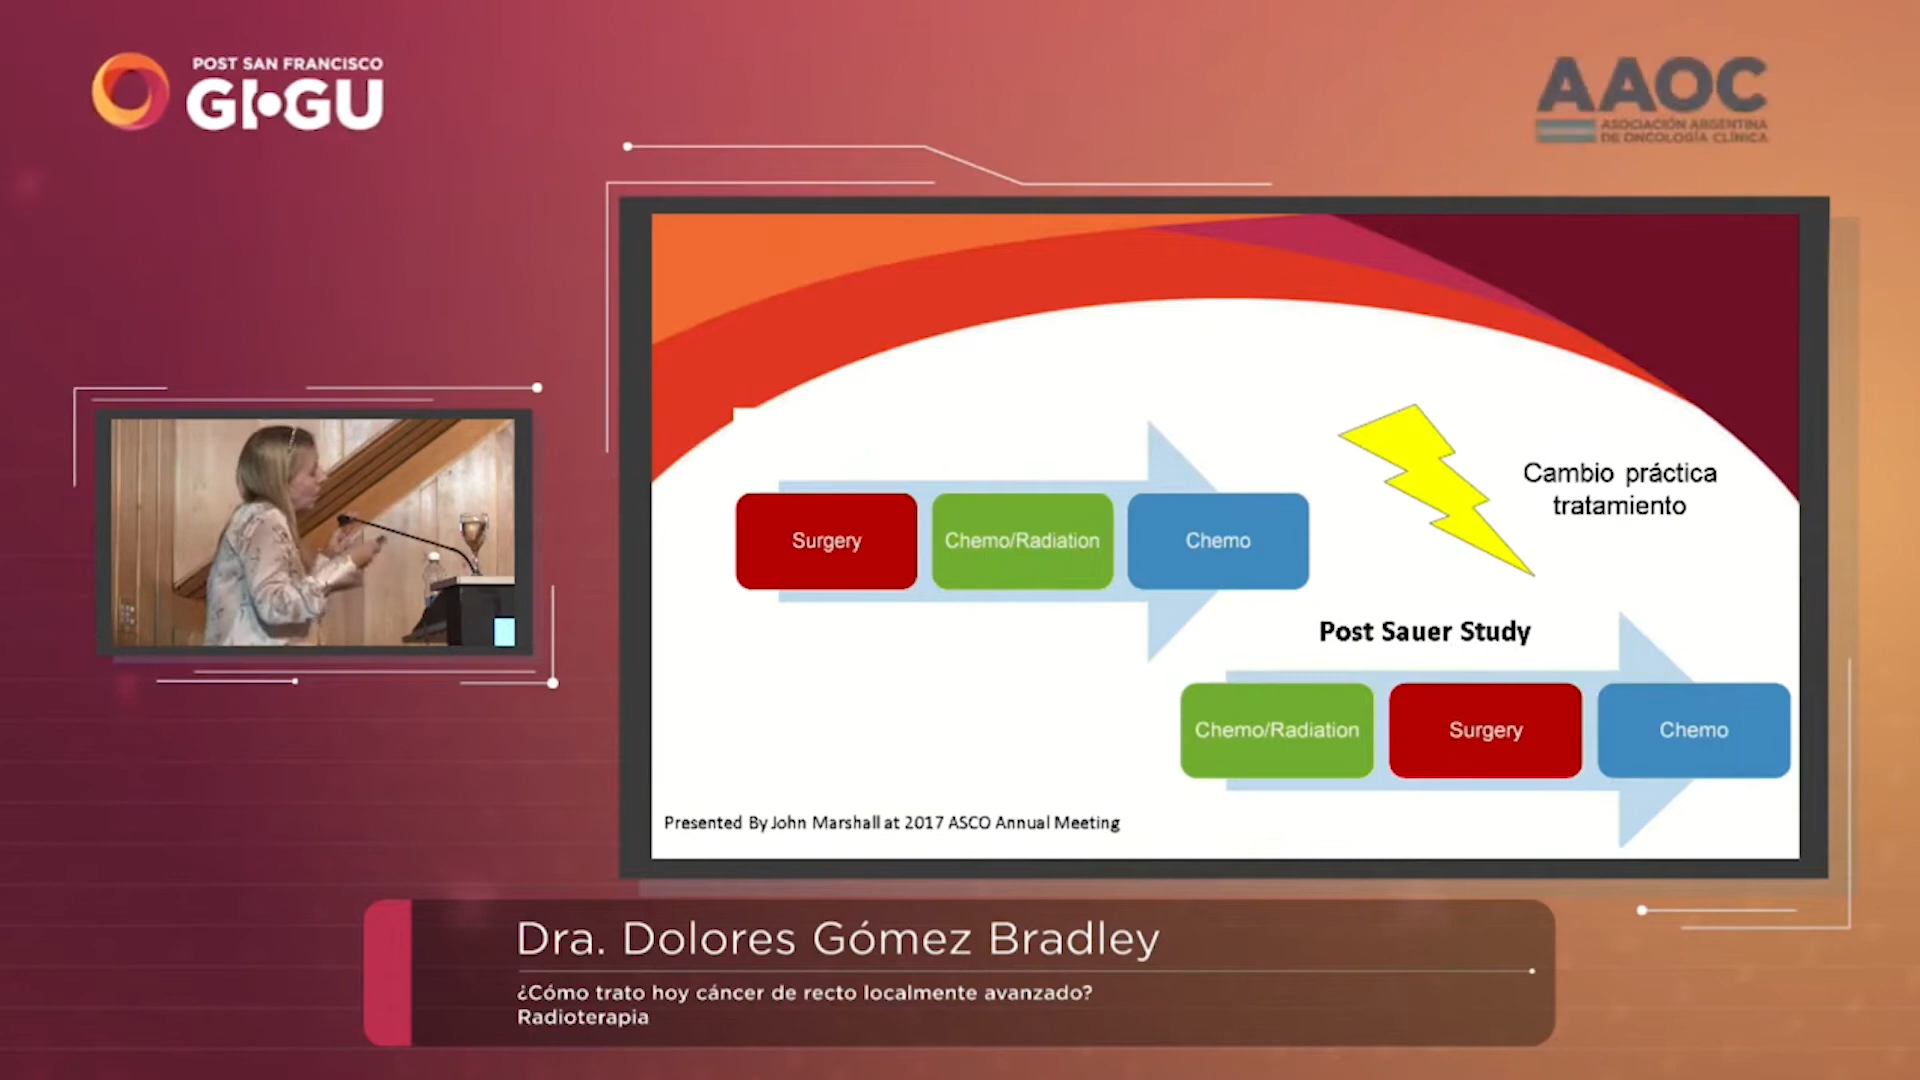 POST SAN FRANCISCO
GI•GU
AAOC
ASOCIACIÓN ARGENTINA
DE ONCOLOGÍA CLÍNICA
Cambio práctica
tratamiento
Surgery
Chemo/Radiation
Chemo
Post Sauer Study
Chemo/Radiation
Surgery
Chemo
Presented By John Marshall at 2017 ASCO Annual Meeting
Dra. Dolores Gómez Bradley
¿Cómo trato hoy cáncer de recto localmente avanzado?
Radioterapia